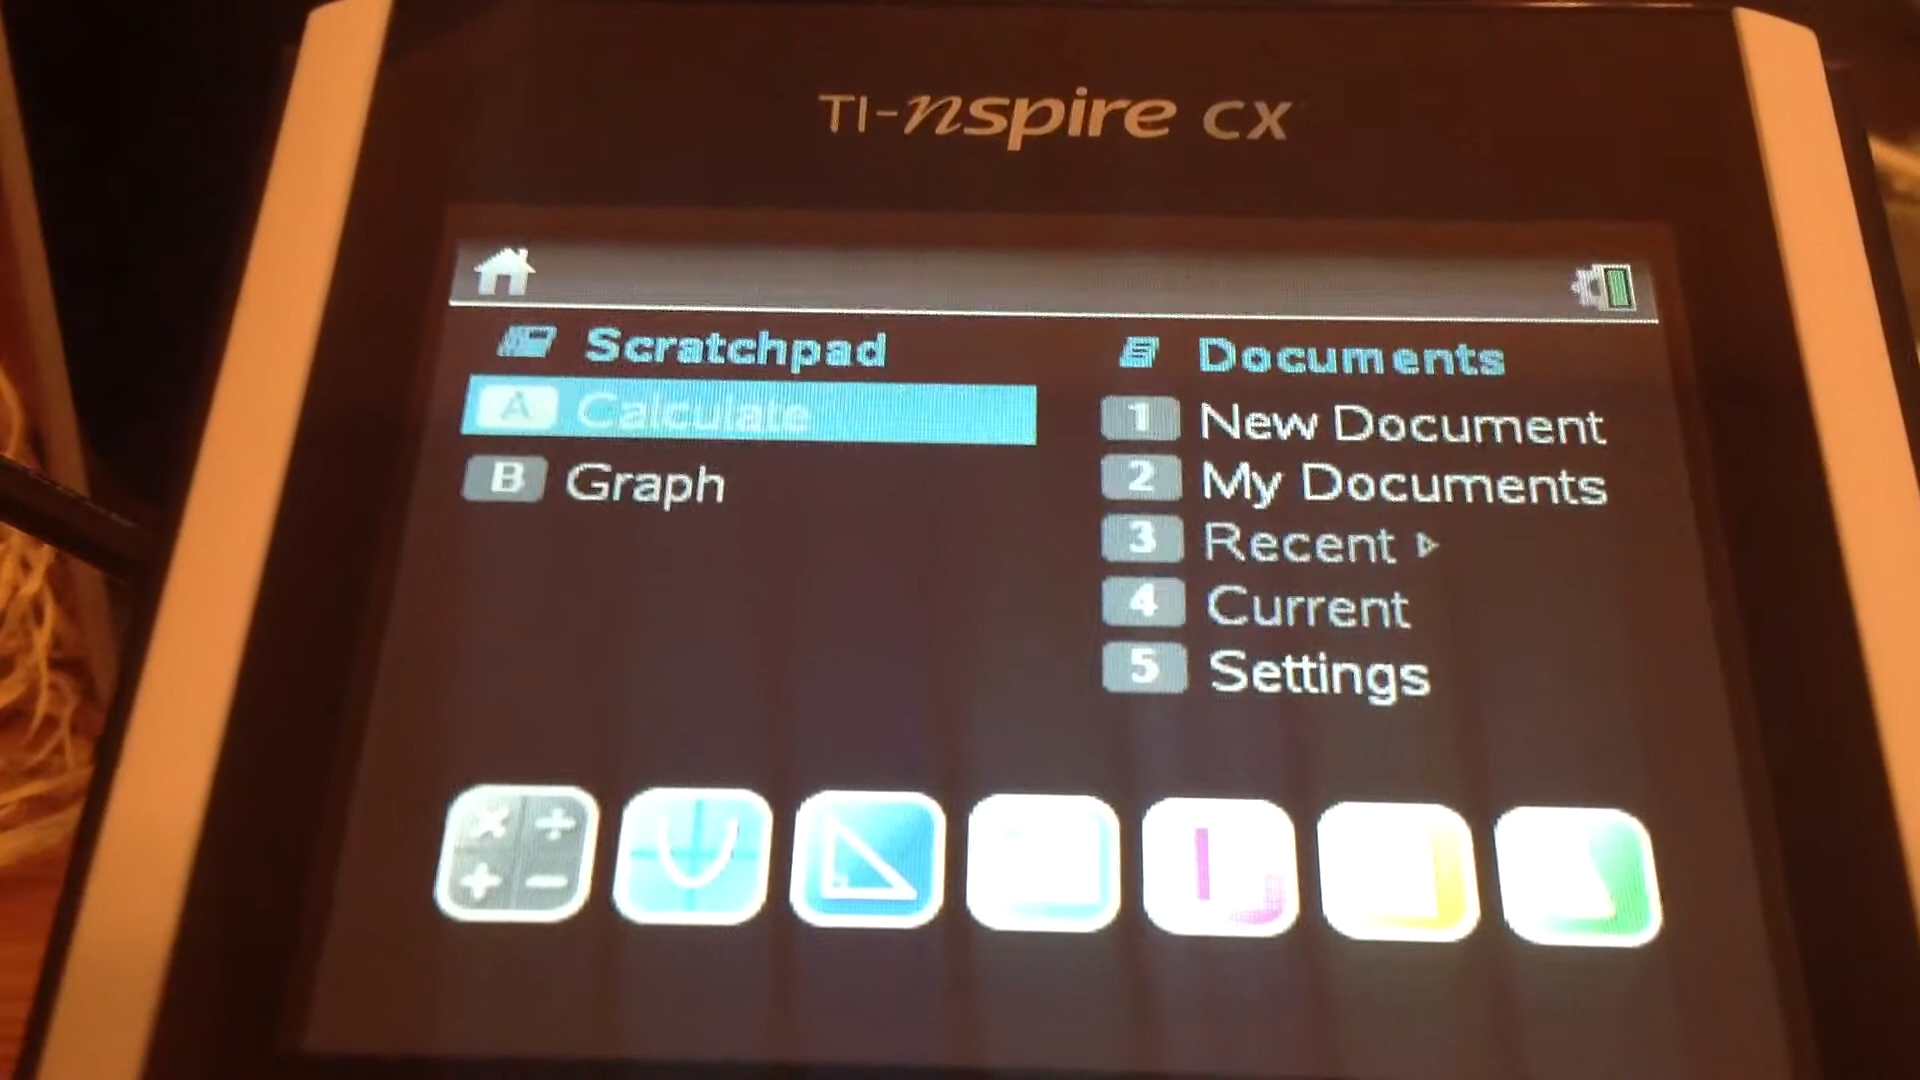 TI-nspire CX
Scratchpad
A Calculate
B Graph
Documents
1 New Document
2 My Documents
3 Recent ▹
4 Current
5 Settings